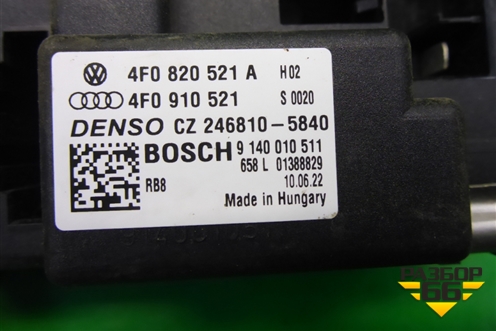 4F0 820 521 A H02
4F0 910 521 S 0020
DENSO CZ 246810-5840
BOSCH 9 140 010 511
658 L 01388829
RB8 10.06.22
Made in Hungary
РАЗБОР
66